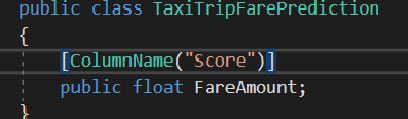 public class TaxiTripFarePrediction
{
[ColumnName("Score")]
public float FareAmount;
}